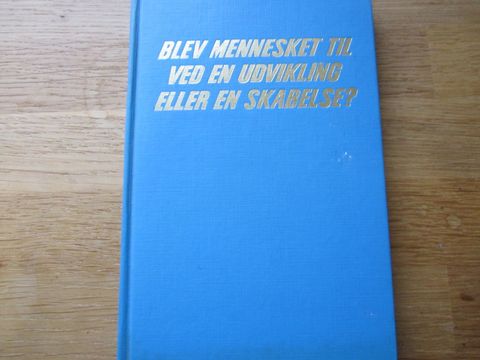 BLEV MENNESKET TIL
VED EN UDVIKLING
ELLER EN SKABELSE?